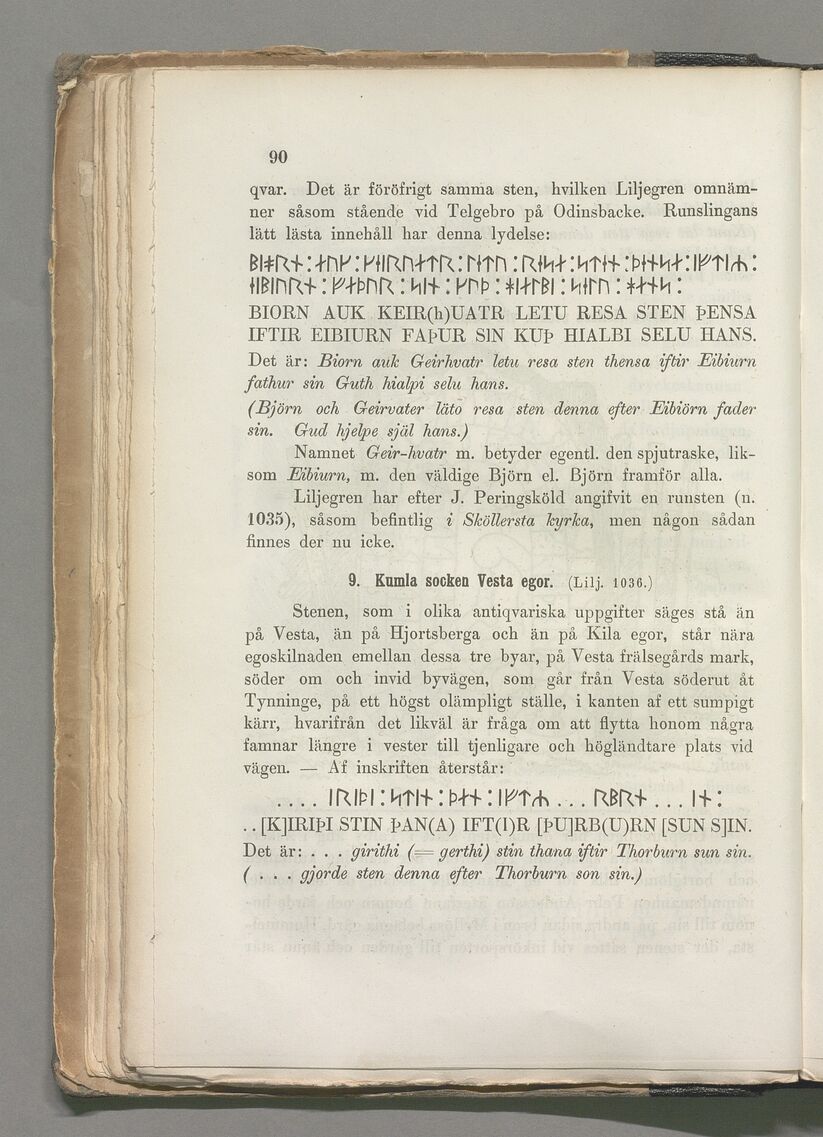 90
qvar. Det är föröfrigt samma sten, hvilken Liljegren omnäm-
ner såsom stående vid Telgebro på Odinsbacke. Runslingans
lätt lästa innehåll har denna lydelse:
BIORN AUK KEIR(h)UATR LETU RESA STEN ÞENSA
IFTIR EIBIURN FAÞUR SIN KUÞ HIALBI SELU HANS.
Det är: Biorn auk Geirhvatr letu resa sten thensa iftir Eibiurn
fathur sin Guth hialpi selu hans.
(Björn och Geirvater läto resa sten denna efter Eibiörn fader
sin. Gud hjelpe själ hans.)
Namnet Geir-hvatr m. betyder egentl. den spjutraske, lik-
som Eibiurn, m. den väldige Björn el. Björn framför alla.
Liljegren har efter J. Peringsköld angifvit en runsten (n.
1035), såsom befintlig i Sköllersta kyrka, men någon sådan
finnes der nu icke.
9. Kumla socken Vesta egor. (Lilj. 1036.)
Stenen, som i olika antiqvariska uppgifter säges stå än
på Vesta, än på Hjortsberga och än på Kila egor, står nära
egoskilnaden emellan dessa tre byar, på Vesta frälsegårds mark,
söder om och invid byvägen, som går från Vesta söderut åt
Tynninge, på ett högst olämpligt ställe, i kanten af ett sumpigt
kärr, hvarifrån det likväl är fråga om att flytta honom några
famnar längre i vester till tjenligare och högländtare plats vid
vägen. — Af inskriften återstår:
. . [K]IRIÞI STIN ÞAN(A) IFT(I)R [ÞU]RB(U)RN [SUN S]IN.
Det är: . . . girithi (= gerthi) stin thana iftir Thorburn sun sin.
( . . . gjorde sten denna efter Thorburn son sin.)